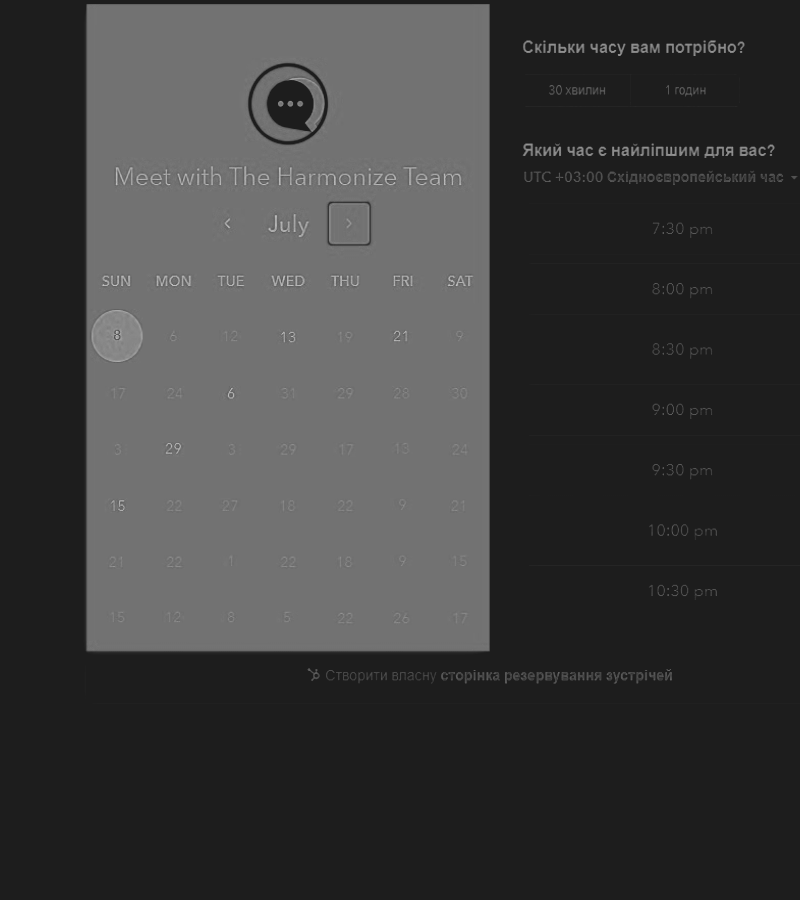 Meet with The Harmonize Team
July
SUN MON TUE WED THU FRI SAT
8 6 12 13 19 21 9
17 24 6 31 29 28 30
3 29 3 29 17 13 24
15 22 27 18 22 9 21
21 22 1 22 18 9 15
15 12 8 5 22 26 17
Скільки часу вам потрібно?
30 хвилин 1 годин
Який час є найліпшим для вас?
UTC +03:00 Східноєвропейський час
7:30 pm
8:00 pm
8:30 pm
9:00 pm
9:30 pm
10:00 pm
10:30 pm
Створити власну сторінка резервування зустрічей